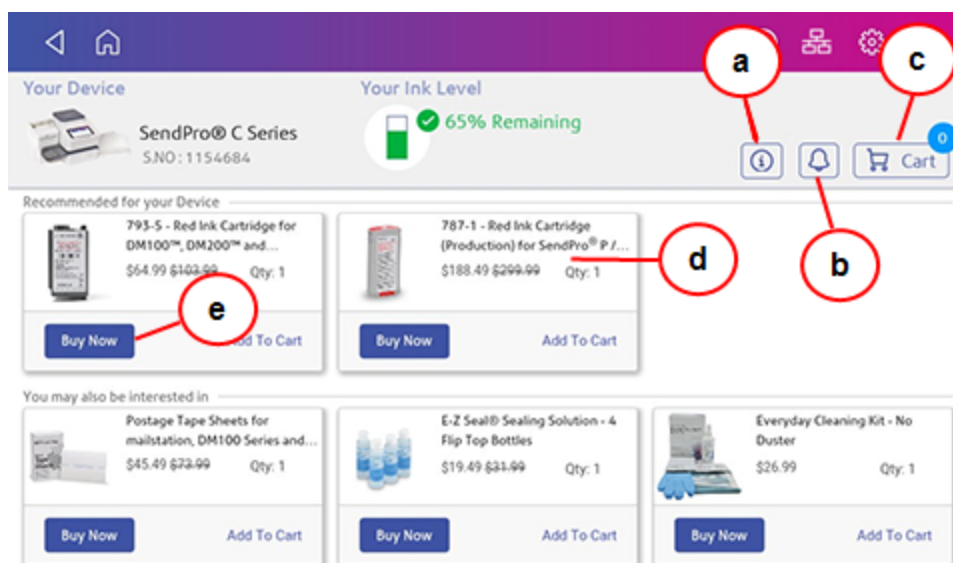 a
c
Your Device
Your Ink Level
SendPro® C Series
S.NO : 1154684
65% Remaining
0
Cart
b
Recommended for your Device
793-5 - Red Ink Cartridge for
DM100™, DM200™ and...
$64.99 $103.99 Qty: 1
Buy Now
Add To Cart
787-1 - Red Ink Cartridge
(Production) for SendPro® P /...
$188.49 $299.99 Qty: 1
Buy Now
Add To Cart
d
e
You may also be interested in
Postage Tape Sheets for
mailstation, DM100 Series and...
$45.49 $73.99 Qty: 1
Buy Now
Add To Cart
E-Z Seal® Sealing Solution - 4
Flip Top Bottles
$19.49 $31.99 Qty: 1
Buy Now
Add To Cart
Everyday Cleaning Kit - No
Duster
$26.99 Qty: 1
Buy Now
Add To Cart